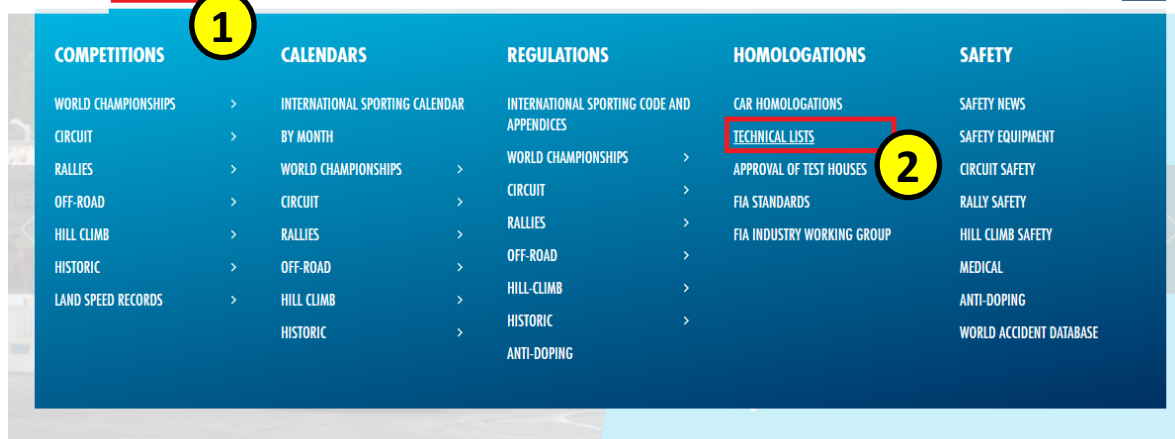 1
COMPETITIONS
WORLD CHAMPIONSHIPS >
CIRCUIT >
RALLIES >
OFF-ROAD >
HILL CLIMB >
HISTORIC >
LAND SPEED RECORDS >
CALENDARS
INTERNATIONAL SPORTING CALENDAR
BY MONTH
WORLD CHAMPIONSHIPS >
CIRCUIT >
RALLIES >
OFF-ROAD >
HILL CLIMB >
HISTORIC >
REGULATIONS
INTERNATIONAL SPORTING CODE AND
APPENDICES
WORLD CHAMPIONSHIPS >
CIRCUIT >
RALLIES >
OFF-ROAD >
HILL-CLIMB >
HISTORIC >
ANTI-DOPING
HOMOLOGATIONS
CAR HOMOLOGATIONS
TECHNICAL LISTS
2
APPROVAL OF TEST HOUSES
FIA STANDARDS
FIA INDUSTRY WORKING GROUP
SAFETY
SAFETY NEWS
SAFETY EQUIPMENT
CIRCUIT SAFETY
RALLY SAFETY
HILL CLIMB SAFETY
MEDICAL
ANTI-DOPING
WORLD ACCIDENT DATABASE